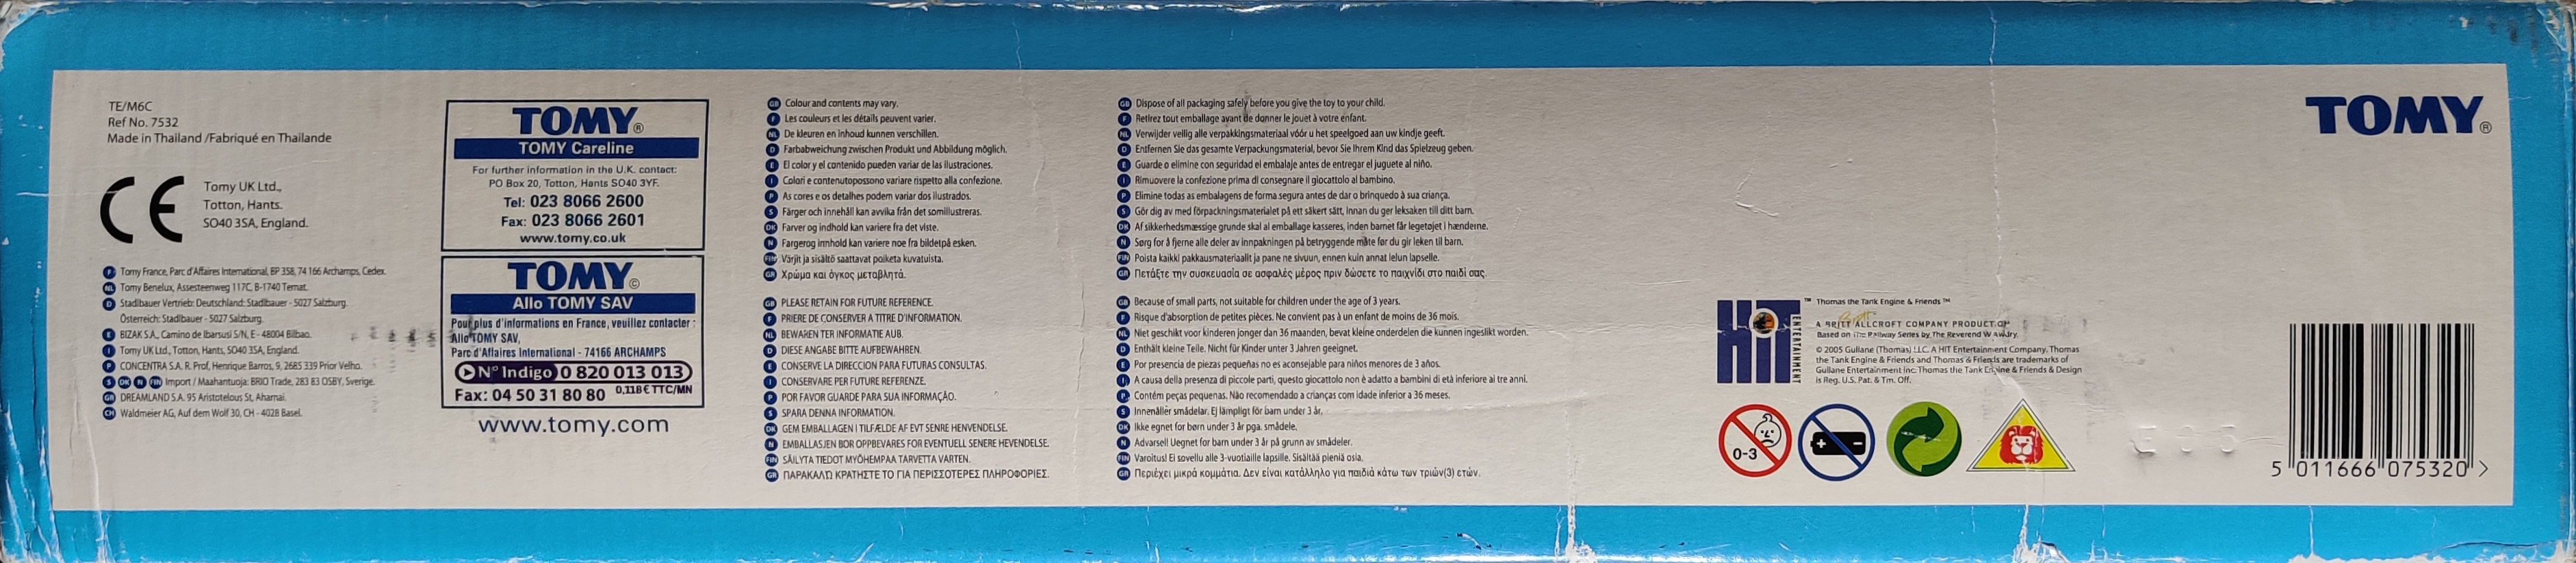 TE/M6C
Ref No. 7532
Made in Thailand /Fabriqué en Thaïlande
CE
Tomy UK Ltd.,
Totton, Hants.
SO40 3SA, England.
F Tomy France, Parc d'Affaires International, BP 358, 74 166 Archamps, Cedex.
NL Tomy Benelux, Assesteenweg 117C, B-1740 Ternat.
D Stadlbauer Vertrieb: Deutschland: Stadlbauer - 5027 Salzburg.
Österreich: Stadlbauer - 5027 Salzburg.
E BIZAK S.A., Camino de Ibarsusi S/N, E - 48004 Bilbao.
I Tomy UK Ltd., Totton, Hants, SO40 3SA, England.
P CONCENTRA S.A. R. Prof, Henrique Barros, 9, 2685 339 Prior Velho.
S DK N FIN Import / Maahantuoja: BRIO Trade, 283 83 OSBY, Sverige.
GR DREAMLAND S.A. 95 Aristotelous St, Aharnai.
CH Waldmeier AG, Auf dem Wolf 30, CH - 4028 Basel.
TOMY®
TOMY Careline
For further information in the U.K. contact:
PO Box 20, Totton, Hants SO40 3YF.
Tel: 023 8066 2600
Fax: 023 8066 2601
www.tomy.co.uk
TOMY©
Allo TOMY SAV
Pour plus d'informations en France, veuillez contacter :
Allo TOMY SAV,
Parc d'Affaires International - 74166 ARCHAMPS
N° Indigo 0 820 013 013
Fax: 04 50 31 80 80 0,118€ TTC/MN
www.tomy.com
GB Colour and contents may vary.
F Les couleurs et les détails peuvent varier.
NL De kleuren en inhoud kunnen verschillen.
D Farbabweichung zwischen Produkt und Abbildung möglich.
E El color y el contenido pueden variar de las ilustraciones.
I Colori e contenutopossono variare rispetto alla confezione.
P As cores e os detalhes podem variar dos ilustrados.
S Färger och innehåll kan avvika från det somillustreras.
DK Farver og indhold kan variere fra det viste.
N Fargerog innhold kan variere noe fra bildetpå esken.
FIN Värjit ja sisältö saattavat poiketa kuvatuista.
GR Χρώμα και όγκος μεταβλητά.
GB PLEASE RETAIN FOR FUTURE REFERENCE.
F PRIERE DE CONSERVER A TITRE D'INFORMATION.
NL BEWAREN TER INFORMATIE AUB.
D DIESE ANGABE BITTE AUFBEWAHREN.
E CONSERVE LA DIRECCION PARA FUTURAS CONSULTAS.
I CONSERVARE PER FUTURE REFERENZE.
P POR FAVOR GUARDE PARA SUA INFORMAÇÃO.
S SPARA DENNA INFORMATION.
DK GEM EMBALLAGEN I TILFÆLDE AF EVT SENRE HENVENDELSE.
N EMBALLASJEN BOR OPPBEVARES FOR EVENTUELL SENERE HEVENDELSE.
FIN SÄILYTA TIEDOT MYÖHEMPAA TARVETTA VARTEN.
GR ΠΑΡΑΚΑΛΩ ΚΡΑΤΗΣΤΕ ΤΟ ΓΙΑ ΠΕΡΙΣΣΟΤΕΡΕΣ ΠΛΗΡΟΦΟΡΙΕΣ.
GB Dispose of all packaging safely before you give the toy to your child.
F Retirez tout emballage avant de donner le jouet à votre enfant.
NL Verwijder veilig alle verpakkingsmateriaal vóór u het speelgoed aan uw kindje geeft.
D Entfernen Sie das gesamte Verpackungsmaterial, bevor Sie Ihrem Kind das Spielzeug geben.
E Guarde o elimine con seguridad el embalaje antes de entregar el juguete al niño.
I Rimuovere la confezione prima di consegnare il giocattolo al bambino.
P Elimine todas as embalagens de forma segura antes de dar o brinquedo à sua criança.
S Gör dig av med förpackningsmaterialet på ett säkert sätt, innan du ger leksaken till ditt barn.
DK Af sikkerhedsmæssige grunde skal al emballage kasseres, inden barnet får legetøjet i hænderne.
N Sørg for å fjerne alle deler av innpakningen på betryggende måte før du gir leken til barn.
FIN Poista kaikki pakkausmateriaalit ja pane ne sivuun, ennen kuin annat lelun lapselle.
GR Πετάξτε την συσκευασία σε ασφαλές μέρος πριν δώσετε το παιχνίδι στο παιδί σας.
GB Because of small parts, not suitable for children under the age of 3 years.
F Risque d'absorption de petites pièces. Ne convient pas à un enfant de moins de 36 mois.
NL Niet geschikt voor kinderen jonger dan 36 maanden, bevat kleine onderdelen die kunnen ingeslikt worden.
D Enthält kleine Teile. Nicht für Kinder unter 3 Jahren geeignet.
E Por presencia de piezas pequeñas no es aconsejable para niños menores de 3 años.
I A causa della presenza di piccole parti, questo giocattolo non è adatto a bambini di età inferiore ai tre anni.
P Contém peças pequenas. Não recomendado a crianças com idade inferior a 36 meses.
S Innehåller smådelar. Ej lämpligt för barn under 3 år.
DK Ikke egnet for børn under 3 år pga. smådele.
N Advarsel! Uegnet for barn under 3 år på grunn av smådeler.
FIN Varoitus! Ei sovellu alle 3-vuotiaille lapsille. Sisältää pieniä osia.
GR Περιέχει μικρά κομμάτια. Δεν είναι κατάλληλο για παιδιά κάτω των τριών(3) ετών.
HIT ENTERTAINMENT
™ Thomas the Tank Engine & Friends ™
A BRITT ALLCROFT COMPANY PRODUCTION
Based on The Railway Series by The Reverend W Awdry.
© 2005 Gullane (Thomas) LLC. A HIT Entertainment Company. Thomas
the Tank Engine & Friends and Thomas & Friends are trademarks of
Gullane Entertainment Inc. Thomas the Tank Engine & Friends & Design
is Reg. U.S. Pat. & Tm. Off.
0-3
+ -
TOMY®
5 011666 075320 >